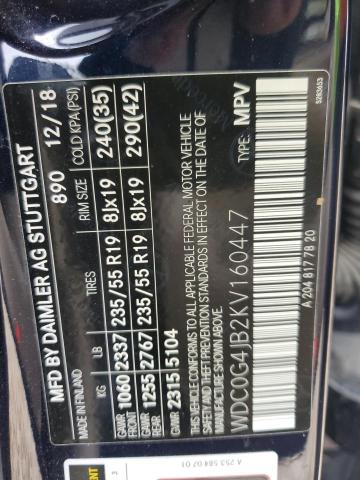 MFD BY DAIMLER AG STUTTGART
MADE IN FINLAND 890 12/18
KG LB TIRES RIM SIZE COLD KPA(PSI)
GAWR FRONT 1060 2337 235/55 R19 8Jx19 240(35)
GAWR REAR 1255 2767 235/55 R19 8Jx19 290(42)
GVWR 2315 5104
THIS VEHICLE CONFORMS TO ALL APPLICABLE FEDERAL MOTOR VEHICLE
SAFETY AND THEFT PREVENTION STANDARDS IN EFFECT ON THE DATE OF
MANUFACTURE SHOWN ABOVE.
WDC0G4JB2KV160447 TYPE: MPV
A 204 817 78 20
5283653
A 253 584 07 01
3